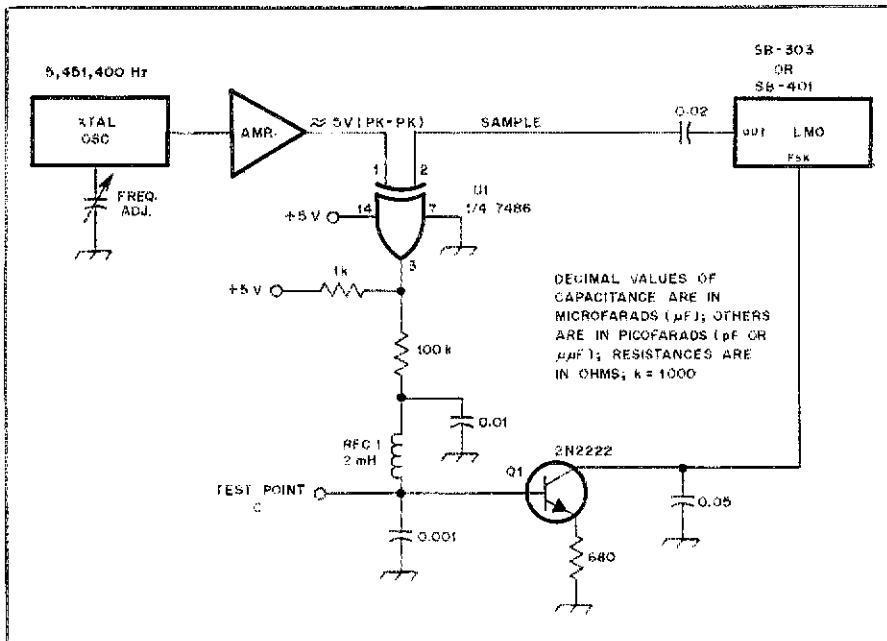 SB-303
OR
SB-401
5,451,400 Hz
XTAL
OSC
AMP.
≈ 5V (PK-PK)
SAMPLE
0.02
OUT
LMO
FSK
FREQ.
ADJ.
1
2
U1
1/4 7486
+5 V
14
7
3
1k
+5 V
100 k
DECIMAL VALUES OF
CAPACITANCE ARE IN
MICROFARADS (µF); OTHERS
ARE IN PICOFARADS (pF OR
µµF); RESISTANCES ARE
IN OHMS; k = 1000
0.01
RFC 1
2 mH
2N2222
Q1
TEST POINT
C
0.001
0.05
680